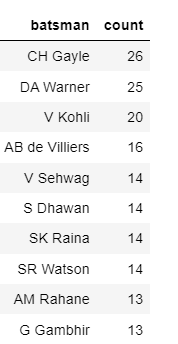 batsman count
CH Gayle 26
DA Warner 25
V Kohli 20
AB de Villiers 16
V Sehwag 14
S Dhawan 14
SK Raina 14
SR Watson 14
AM Rahane 13
G Gambhir 13